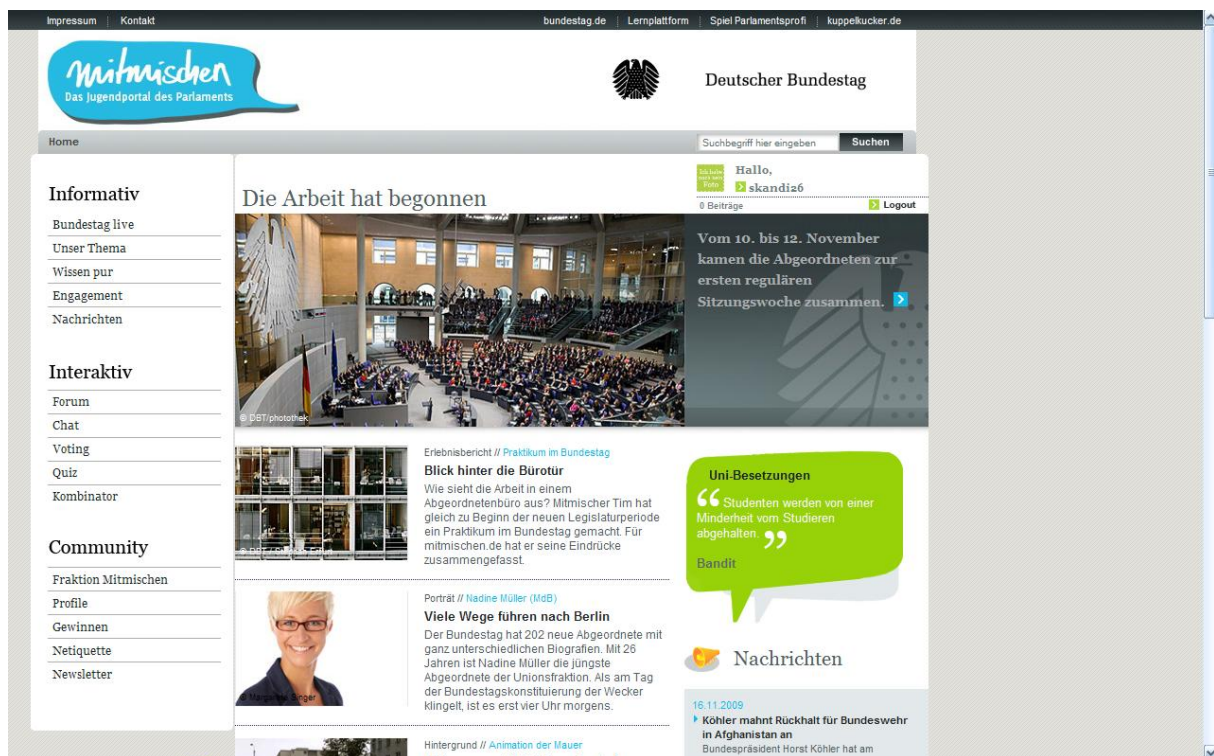 Impressum | Kontakt
bundestag.de | Lernplattform | Spiel Parlamentsprofi | kuppelkucker.de
mitmischen
Das Jugendportal des Parlaments
Deutscher Bundestag
Home
Suchbegriff hier eingeben
Suchen
Informativ
Bundestag live
Unser Thema
Wissen pur
Engagement
Nachrichten
Interaktiv
Forum
Chat
Voting
Quiz
Kombinator
Community
Fraktion Mitmischen
Profile
Gewinnen
Netiquette
Newsletter
Die Arbeit hat begonnen
Ich habe
noch kein
Foto
Hallo,
skandi26
0 Beiträge
Logout
© DBT/photothek
Vom 10. bis 12. November
kamen die Abgeordneten zur
ersten regulären
Sitzungswoche zusammen.
Erlebnisbericht // Praktikum im Bundestag
Blick hinter die Bürotür
Wie sieht die Arbeit in einem
Abgeordnetenbüro aus? Mitmischer Tim hat
gleich zu Beginn der neuen Legislaturperiode
ein Praktikum im Bundestag gemacht. Für
mitmischen.de hat er seine Eindrücke
zusammengefasst.
© DBT
Porträt // Nadine Müller (MdB)
Viele Wege führen nach Berlin
Der Bundestag hat 202 neue Abgeordnete mit
ganz unterschiedlichen Biografien. Mit 26
Jahren ist Nadine Müller die jüngste
Abgeordnete der Unionsfraktion. Als am Tag
der Bundestagskonstituierung der Wecker
klingelt, ist es erst vier Uhr morgens.
Hintergrund // Animation der Mauer
Uni-Besetzungen
“ Studenten werden von einer
Minderheit vom Studieren
abgehalten. ”
Bandit
Nachrichten
16.11.2009
Köhler mahnt Rückhalt für Bundeswehr
in Afghanistan an
Bundespräsident Horst Köhler hat am